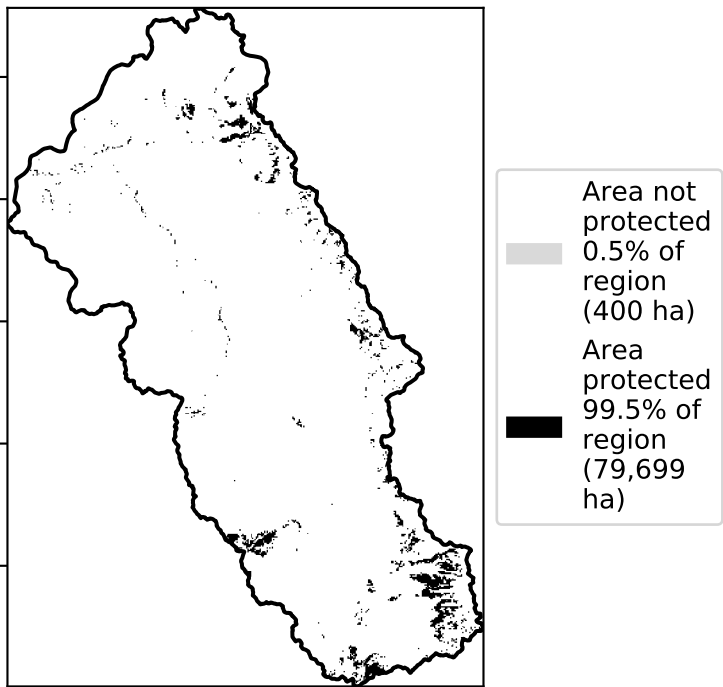 Area not
protected
0.5% of
region
(400 ha)
Area
protected
99.5% of
region
(79,699
ha)